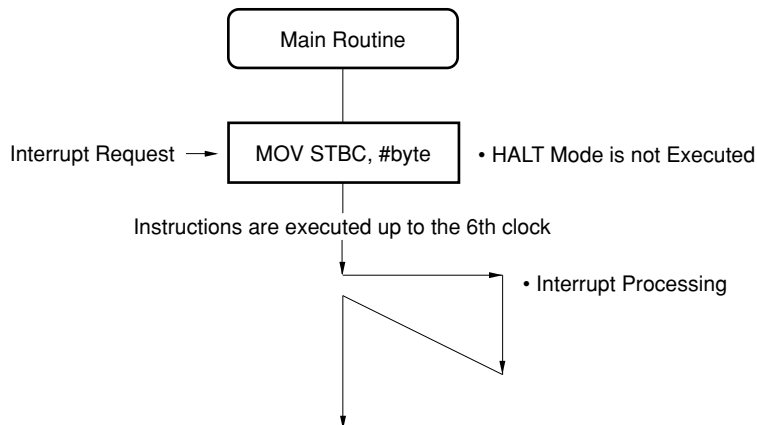 Main Routine
Interrupt Request
MOV STBC, #byte
• HALT Mode is not Executed
Instructions are executed up to the 6th clock
• Interrupt Processing